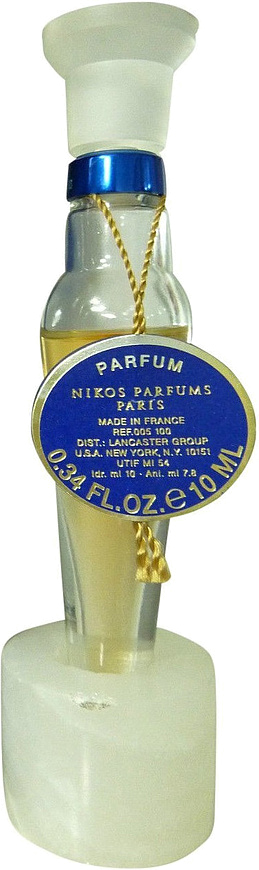 PARFUM
NIKOS PARFUMS
PARIS
MADE IN FRANCE
REF.005 100
DIST.: LANCASTER GROUP
U.S.A. NEW YORK, N.Y. 10151
UTIF MI 54
Idr. ml 10 - Ani. ml 7.8
0.34 FL.OZ.℮10 ML